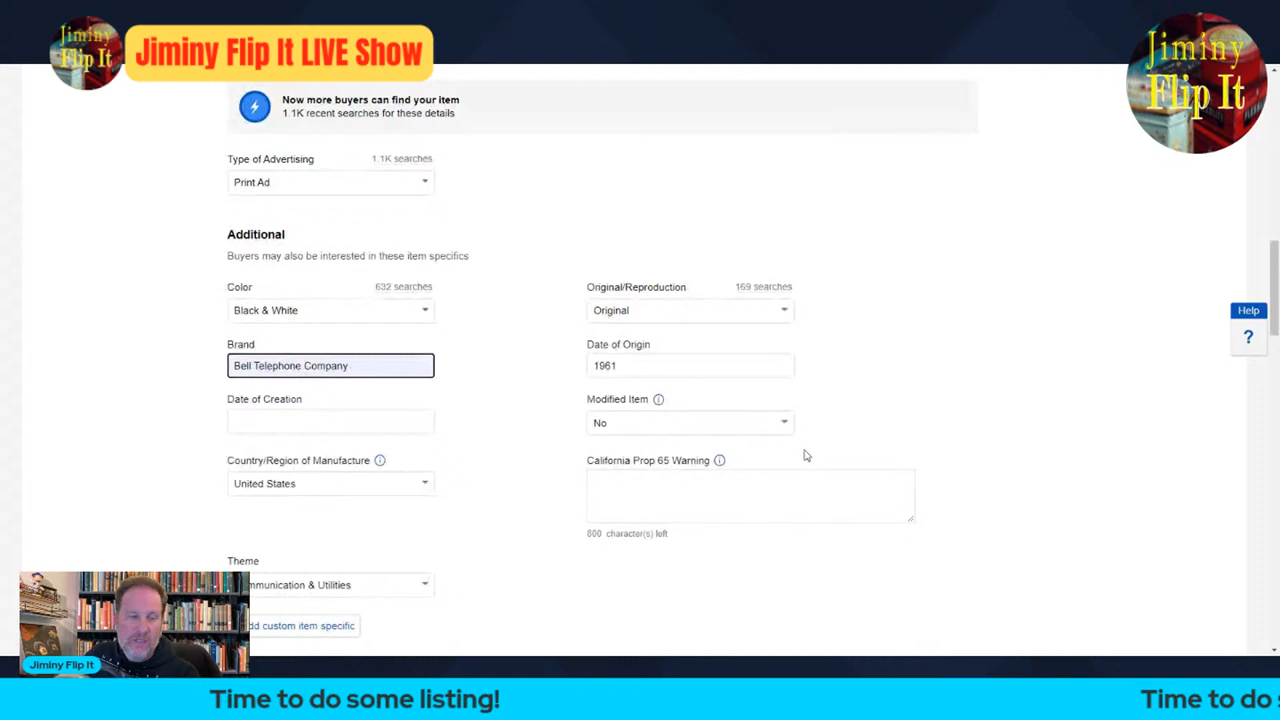 Jiminy
Flip It
Jiminy Flip It LIVE Show
Jiminy
Flip It
Now more buyers can find your item
1.1K recent searches for these details
Type of Advertising 1.1K searches
Print Ad
Additional
Buyers may also be interested in these item specifics
Color 632 searches
Original/Reproduction 169 searches
Black & White
Original
Help
?
Brand
Date of Origin
Bell Telephone Company
1961
Date of Creation
Modified Item
No
Country/Region of Manufacture
California Prop 65 Warning
United States
800 character(s) left
Theme
mmunication & Utilities
dd custom item specific
Jiminy Flip It
Time to do some listing!
Time to do s